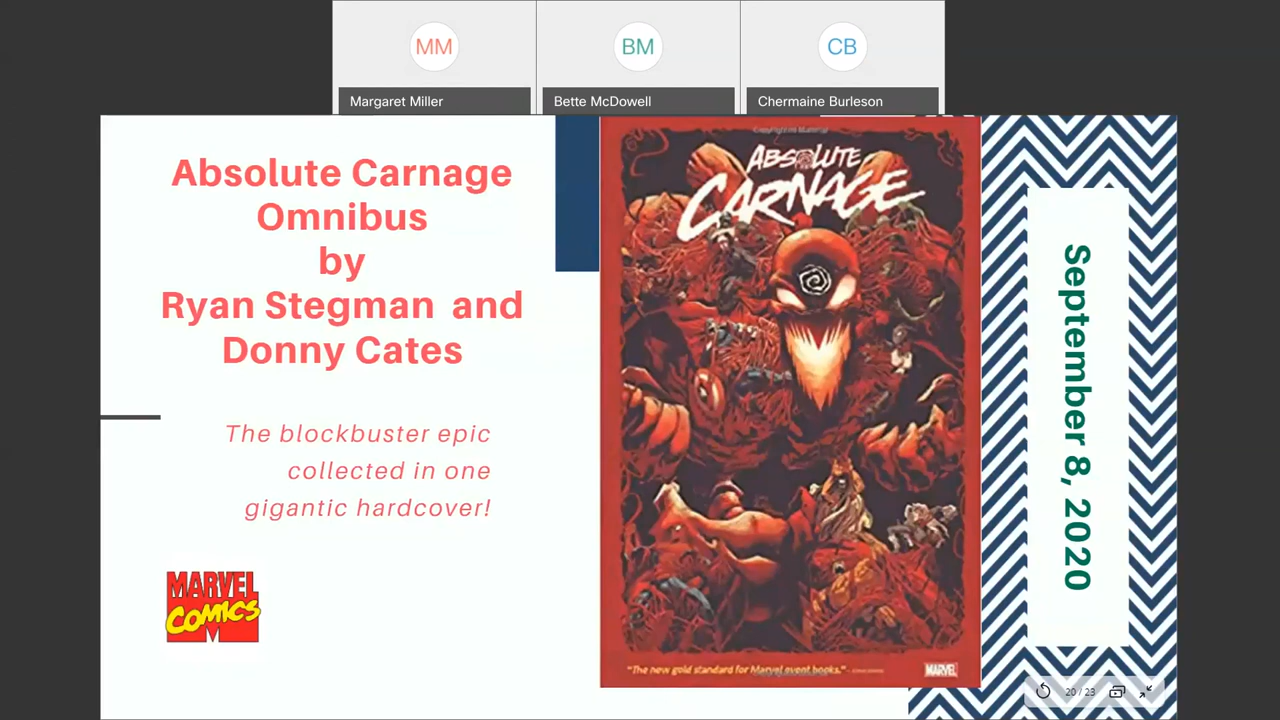 MM
BM
CB
Margaret Miller
Bette McDowell
Chermaine Burleson
Absolute Carnage
Omnibus
by
Ryan Stegman and
Donny Cates
The blockbuster epic
collected in one
gigantic hardcover!
MARVEL
COMICS
Copyrighted Material
ABSOLUTE
CARNAGE
"The new gold standard for Marvel event books."
MARVEL
September 8, 2020
20 / 23